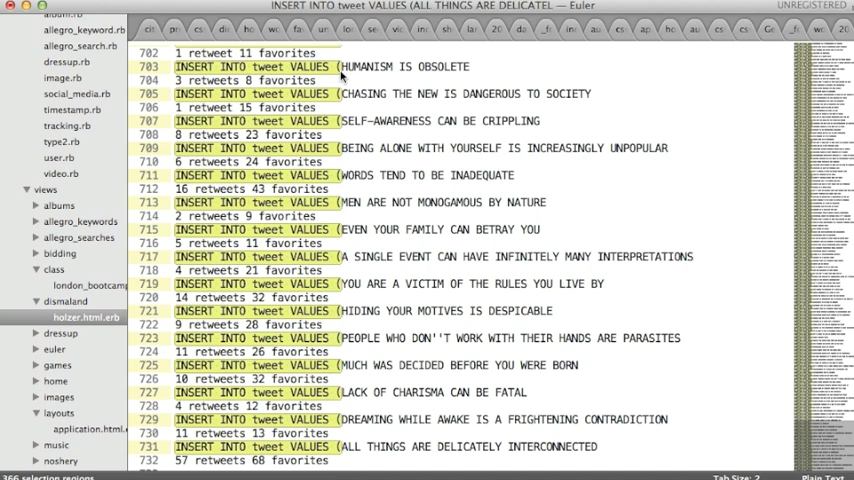 INSERT INTO tweet VALUES (ALL THINGS ARE DELICATEL — Euler
UNREGISTERED
allegro_keyword.rb
allegro_search.rb
dressup.rb
image.rb
social_media.rb
timestamp.rb
tracking.rb
type2.rb
user.rb
video.rb
views
albums
allegro_keywords
allegro_searches
bidding
class
london_bootcamp
dismaland
holzer.html.erb
dressup
euler
games
home
images
layouts
application.html.
music
noshery
702 1 retweet 11 favorites
703 INSERT INTO tweet VALUES (HUMANISM IS OBSOLETE
704 3 retweets 8 favorites
705 INSERT INTO tweet VALUES (CHASING THE NEW IS DANGEROUS TO SOCIETY
706 1 retweet 15 favorites
707 INSERT INTO tweet VALUES (SELF-AWARENESS CAN BE CRIPPLING
708 8 retweets 23 favorites
709 INSERT INTO tweet VALUES (BEING ALONE WITH YOURSELF IS INCREASINGLY UNPOPULAR
710 6 retweets 24 favorites
711 INSERT INTO tweet VALUES (WORDS TEND TO BE INADEQUATE
712 16 retweets 43 favorites
713 INSERT INTO tweet VALUES (MEN ARE NOT MONOGAMOUS BY NATURE
714 2 retweets 9 favorites
715 INSERT INTO tweet VALUES (EVEN YOUR FAMILY CAN BETRAY YOU
716 5 retweets 11 favorites
717 INSERT INTO tweet VALUES (A SINGLE EVENT CAN HAVE INFINITELY MANY INTERPRETATIONS
718 4 retweets 21 favorites
719 INSERT INTO tweet VALUES (YOU ARE A VICTIM OF THE RULES YOU LIVE BY
720 14 retweets 32 favorites
721 INSERT INTO tweet VALUES (HIDING YOUR MOTIVES IS DESPICABLE
722 9 retweets 28 favorites
723 INSERT INTO tweet VALUES (PEOPLE WHO DON''T WORK WITH THEIR HANDS ARE PARASITES
724 11 retweets 26 favorites
725 INSERT INTO tweet VALUES (MUCH WAS DECIDED BEFORE YOU WERE BORN
726 10 retweets 32 favorites
727 INSERT INTO tweet VALUES (LACK OF CHARISMA CAN BE FATAL
728 4 retweets 12 favorites
729 INSERT INTO tweet VALUES (DREAMING WHILE AWAKE IS A FRIGHTENING CONTRADICTION
730 11 retweets 13 favorites
731 INSERT INTO tweet VALUES (ALL THINGS ARE DELICATELY INTERCONNECTED
732 57 retweets 68 favorites
366 selection regions
Tab Size: 2
Plain Text